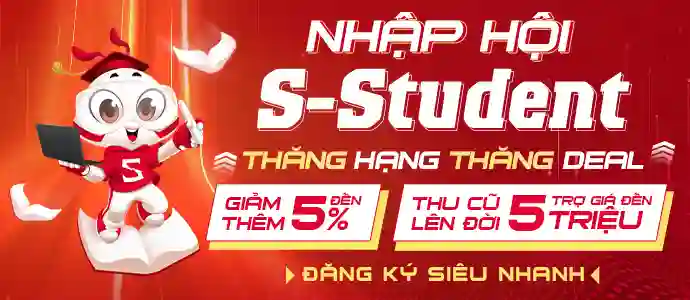 NHẬP HỘI
S-Student
THĂNG HẠNG THĂNG DEAL
GIẢM THÊM 5% ĐẾN
THU CŨ LÊN ĐỜI TRỢ GIÁ ĐẾN 5 TRIỆU
ĐĂNG KÝ SIÊU NHANH
S